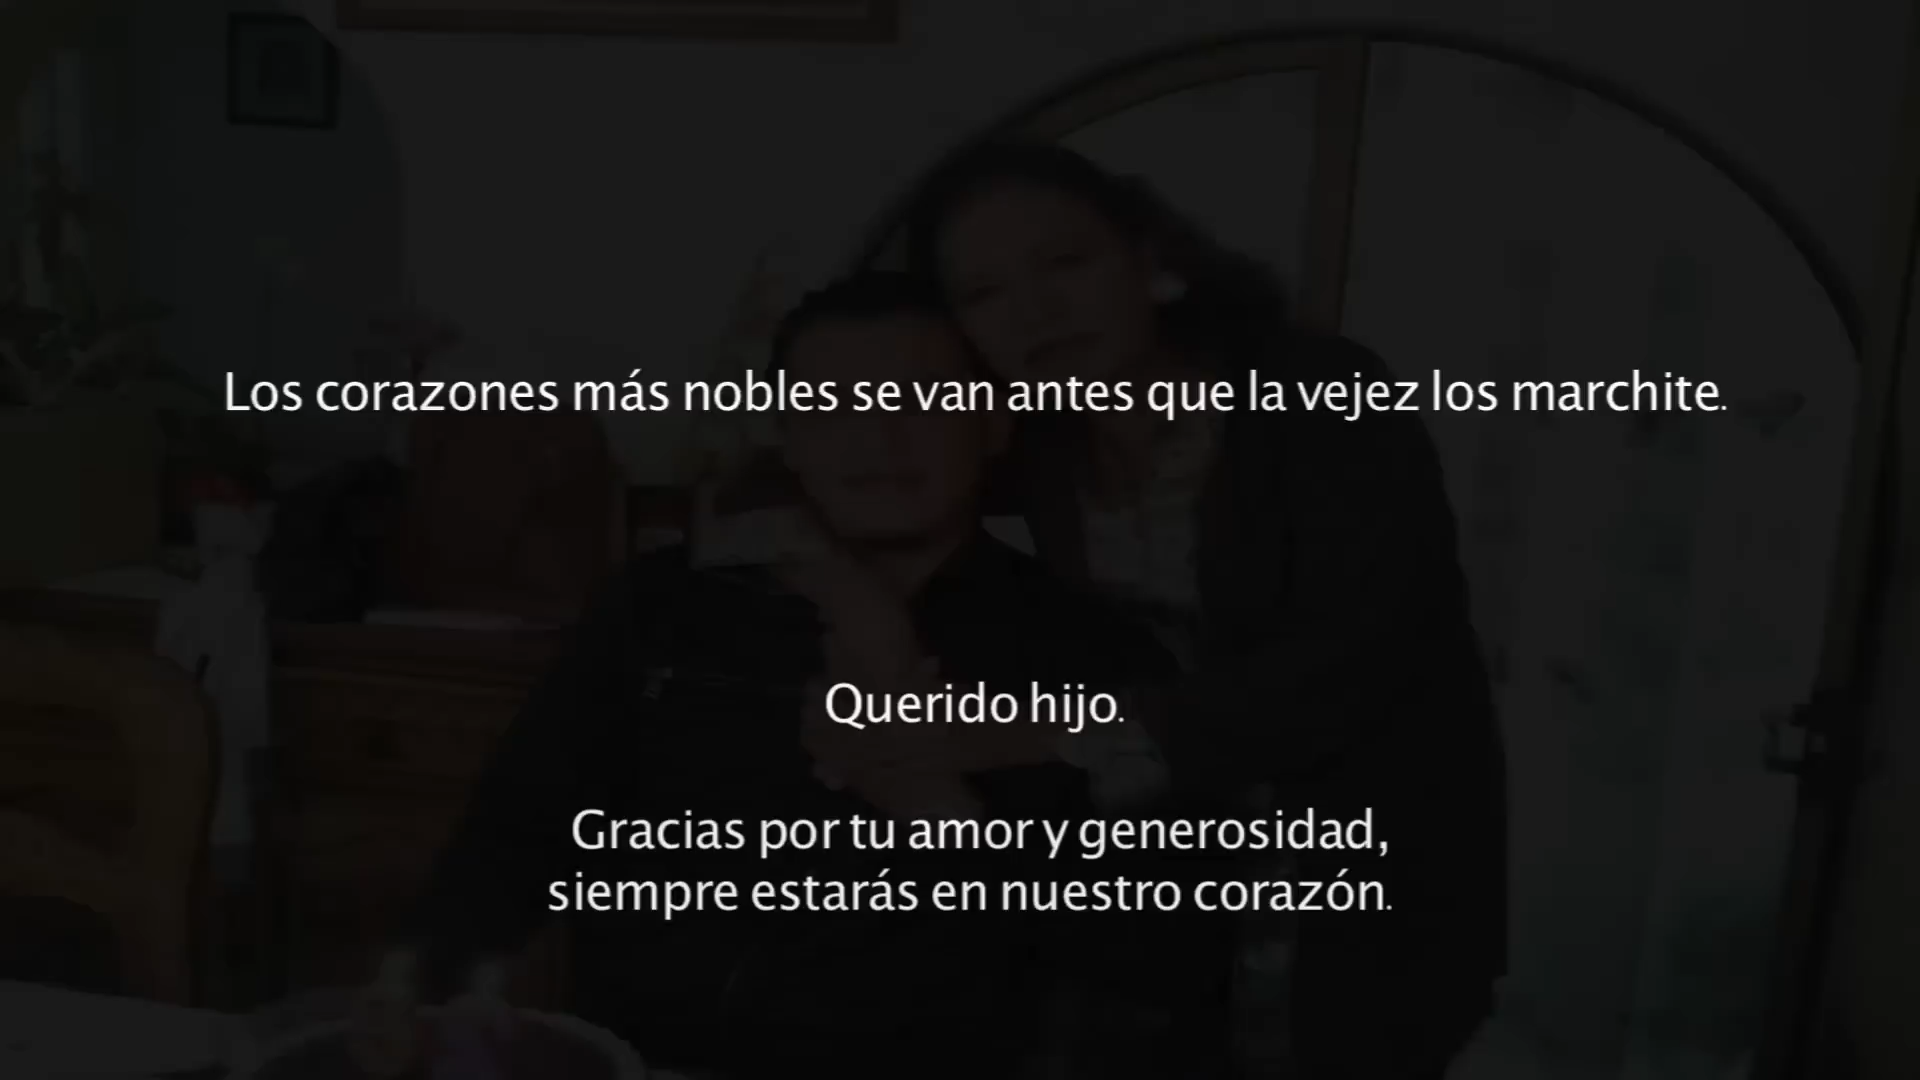 Los corazones más nobles se van antes que la vejez los marchite.
Querido hijo.
Gracias por tu amor y generosidad,
siempre estarás en nuestro corazón.